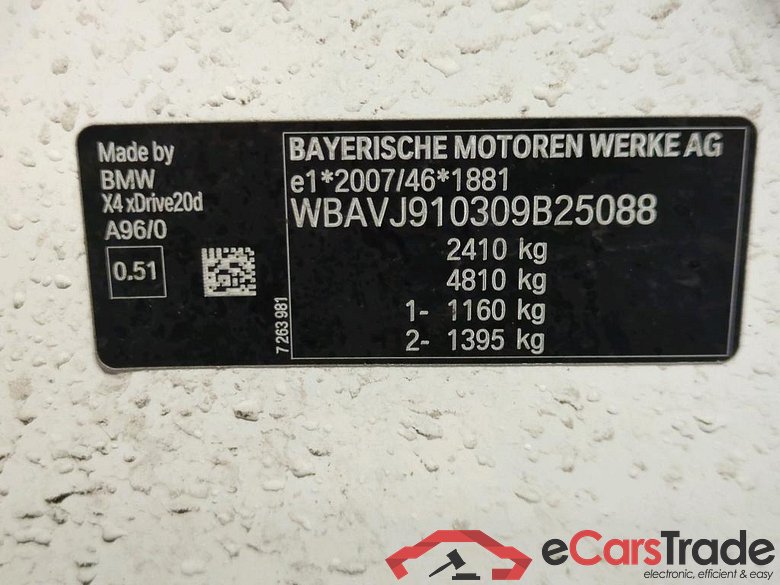 Made by
BMW
X4 xDrive20d
A96/0
0.51
7 263 981
BAYERISCHE MOTOREN WERKE AG
e1*2007/46*1881
WBAVJ910309B25088
2410 kg
4810 kg
1- 1160 kg
2- 1395 kg
eCarsTrade
electronic, efficient & easy